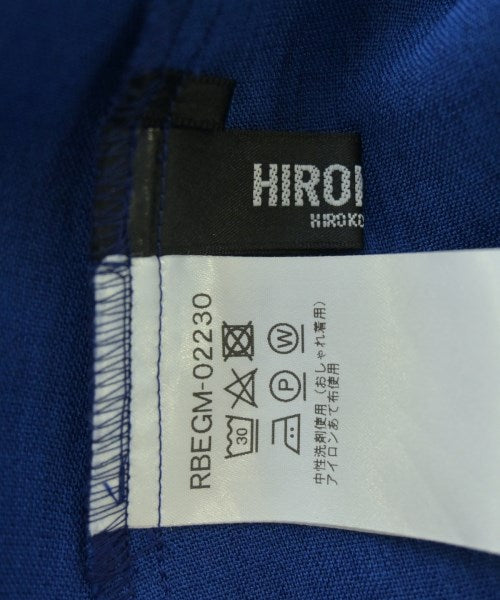 HIRO
HIROKO
RBEGM-02230
30
P
W
中性洗剤使用（おしゃれ着用）
アイロンあて布使用